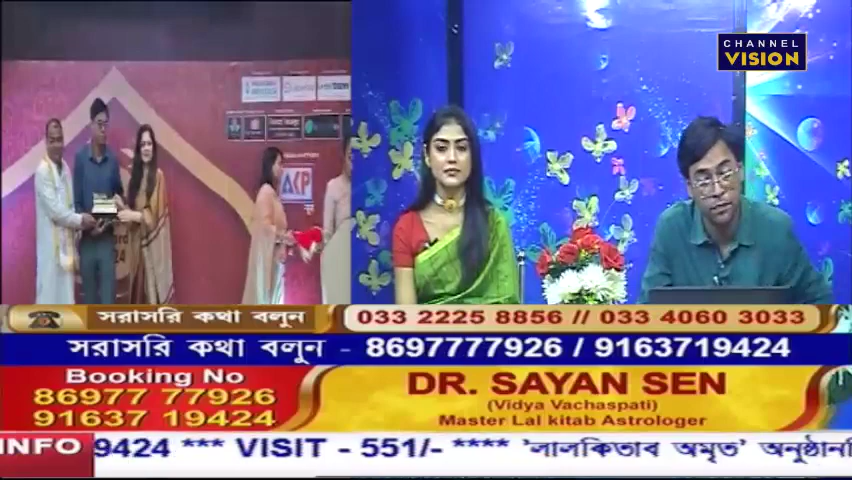 CHANNEL
VISION
AKP
সরাসরি কথা বলুন
033 2225 8856 // 033 4060 3033
সরাসরি কথা বলুন - 8697777926 / 9163719424
Booking No
86977 77926
91637 19424
DR. SAYAN SEN
(Vidya Vachaspati)
Master Lal kitab Astrologer
INFO 9424 *** VISIT - 551/- **** 'লালকিতাব অমৃত' অনুষ্ঠানটি